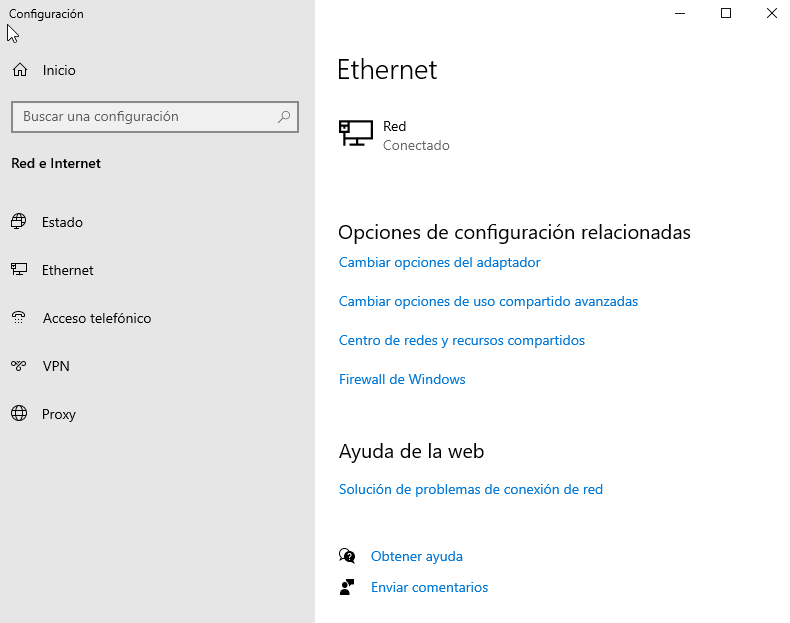 Configuración
Inicio
Buscar una configuración
Red e Internet
Estado
Ethernet
Acceso telefónico
VPN
Proxy
Ethernet
Red
Conectado
Opciones de configuración relacionadas
Cambiar opciones del adaptador
Cambiar opciones de uso compartido avanzadas
Centro de redes y recursos compartidos
Firewall de Windows
Ayuda de la web
Solución de problemas de conexión de red
Obtener ayuda
Enviar comentarios